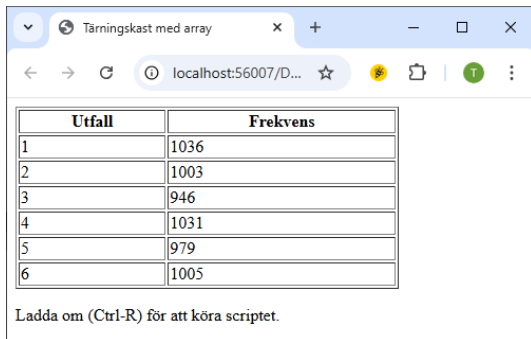 Tärningskast med array
localhost:56007/D...
T
Utfall Frekvens
1 1036
2 1003
3 946
4 1031
5 979
6 1005
Ladda om (Ctrl-R) för att köra scriptet.